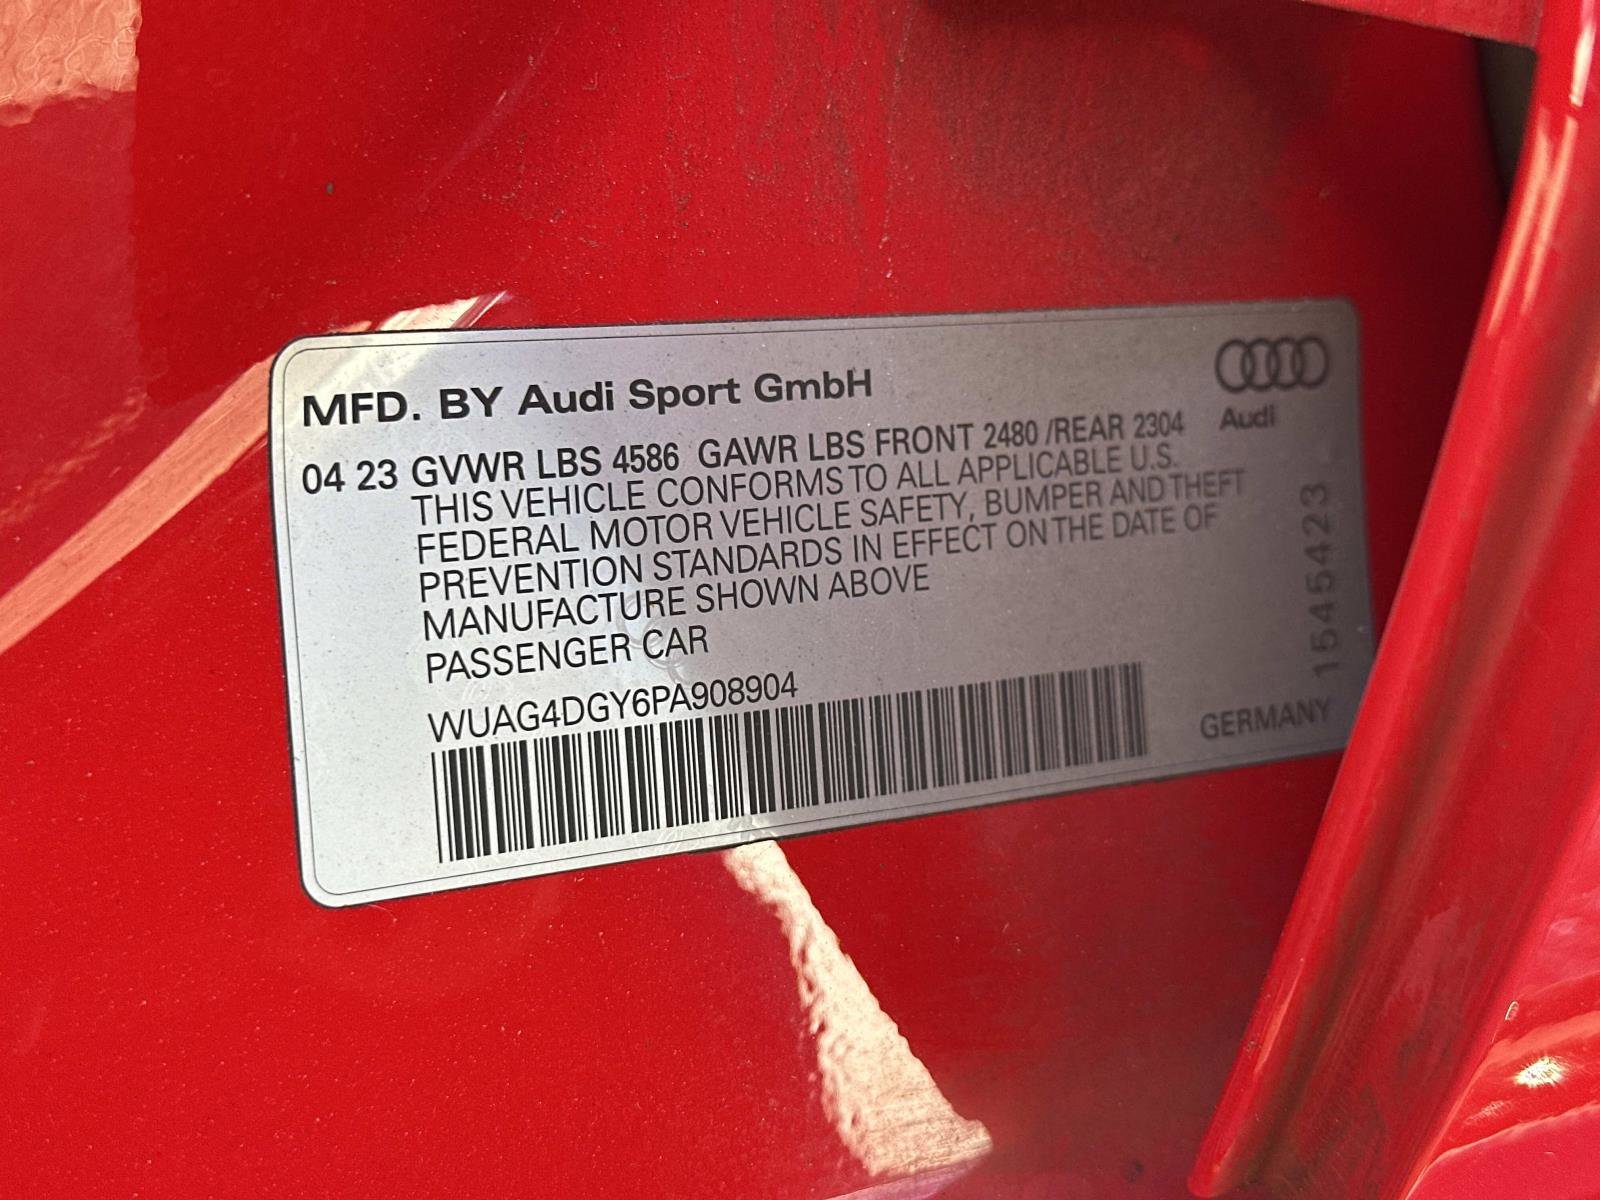 MFD. BY Audi Sport GmbH
Audi
04 23 GVWR LBS 4586 GAWR LBS FRONT 2480 /REAR 2304
THIS VEHICLE CONFORMS TO ALL APPLICABLE U.S.
FEDERAL MOTOR VEHICLE SAFETY, BUMPER AND THEFT
PREVENTION STANDARDS IN EFFECT ON THE DATE OF
MANUFACTURE SHOWN ABOVE
PASSENGER CAR
WUAG4DGY6PA908904
GERMANY
1545423